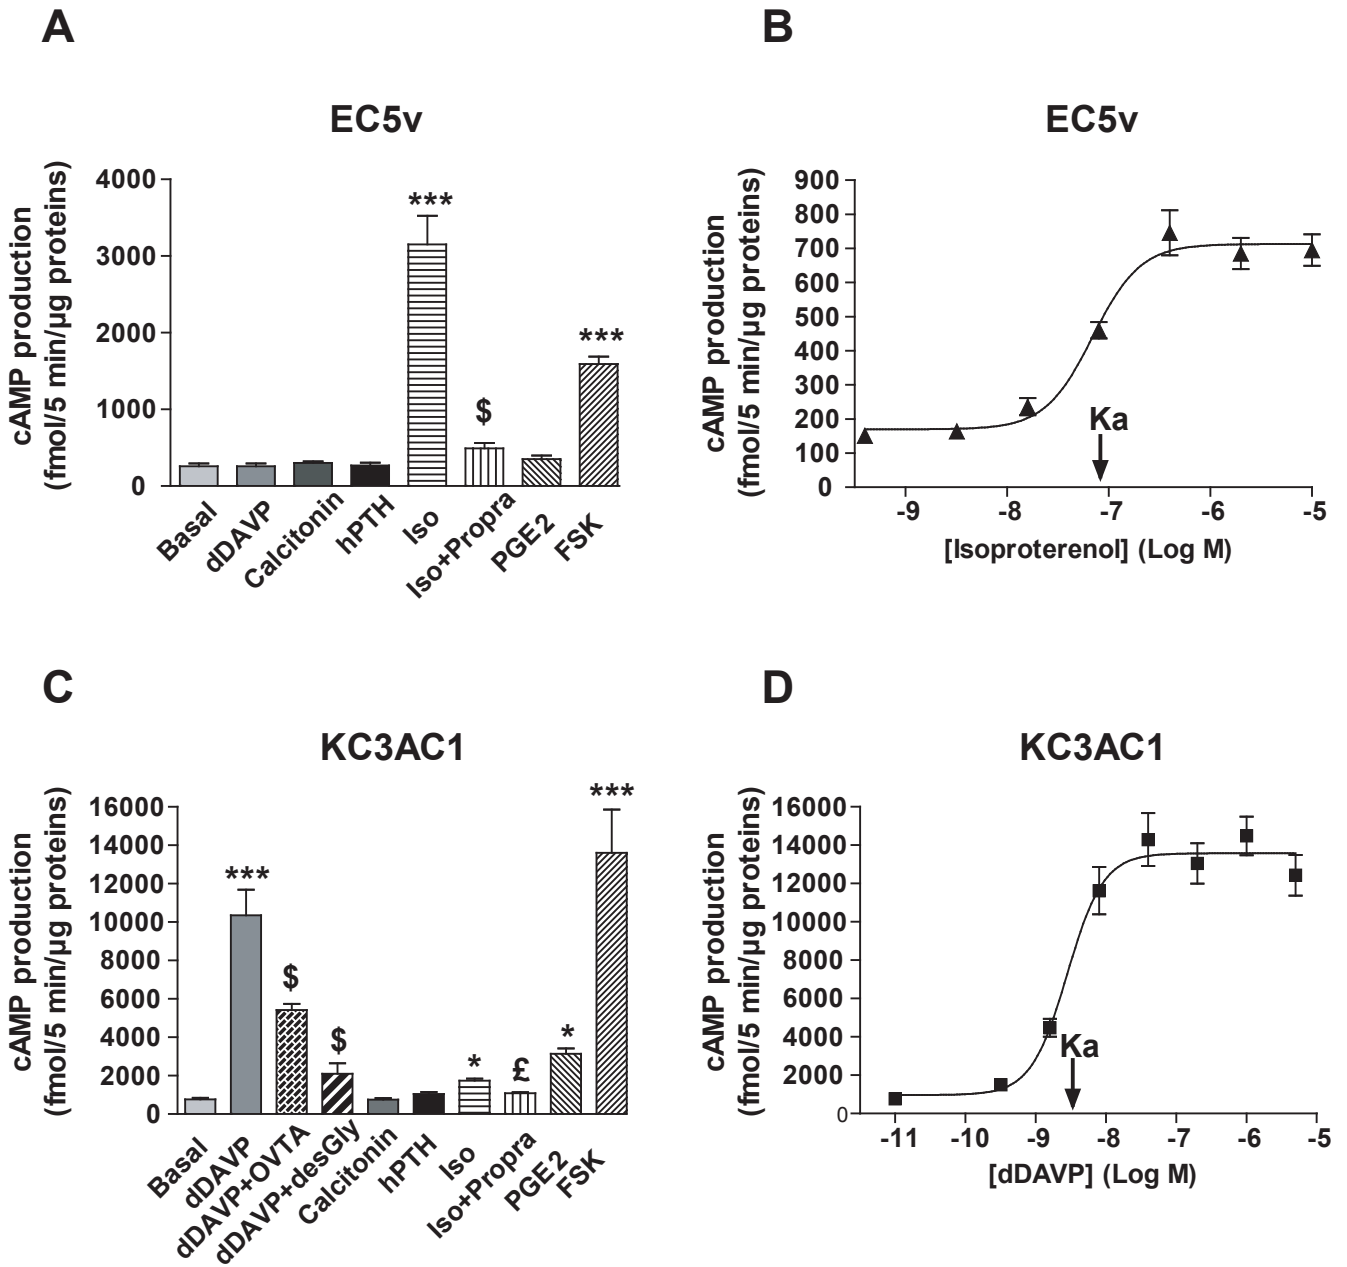 A
EC5v
cAMP production
(fmol/5 min/µg proteins)
4000
3000
2000
1000
0
***
$
***
Basal
dDAVP
Calcitonin
hPTH
Iso
Iso+Propra
PGE2
FSK
B
EC5v
cAMP production
(fmol/5 min/µg proteins)
900
800
700
600
500
400
300
200
100
0
Ka
-9
-8
-7
-6
-5
[Isoproterenol] (Log M)
C
KC3AC1
cAMP production
(fmol/5 min/µg proteins)
16000
14000
12000
10000
8000
6000
4000
2000
0
***
$
$
*
£
*
***
Basal
dDAVP
dDAVP+OVTA
dDAVP+desGly
Calcitonin
hPTH
Iso
Iso+Propra
PGE2
FSK
D
KC3AC1
cAMP production
(fmol/5 min/µg proteins)
16000
14000
12000
10000
8000
6000
4000
2000
0
Ka
-11
-10
-9
-8
-7
-6
-5
[dDAVP] (Log M)